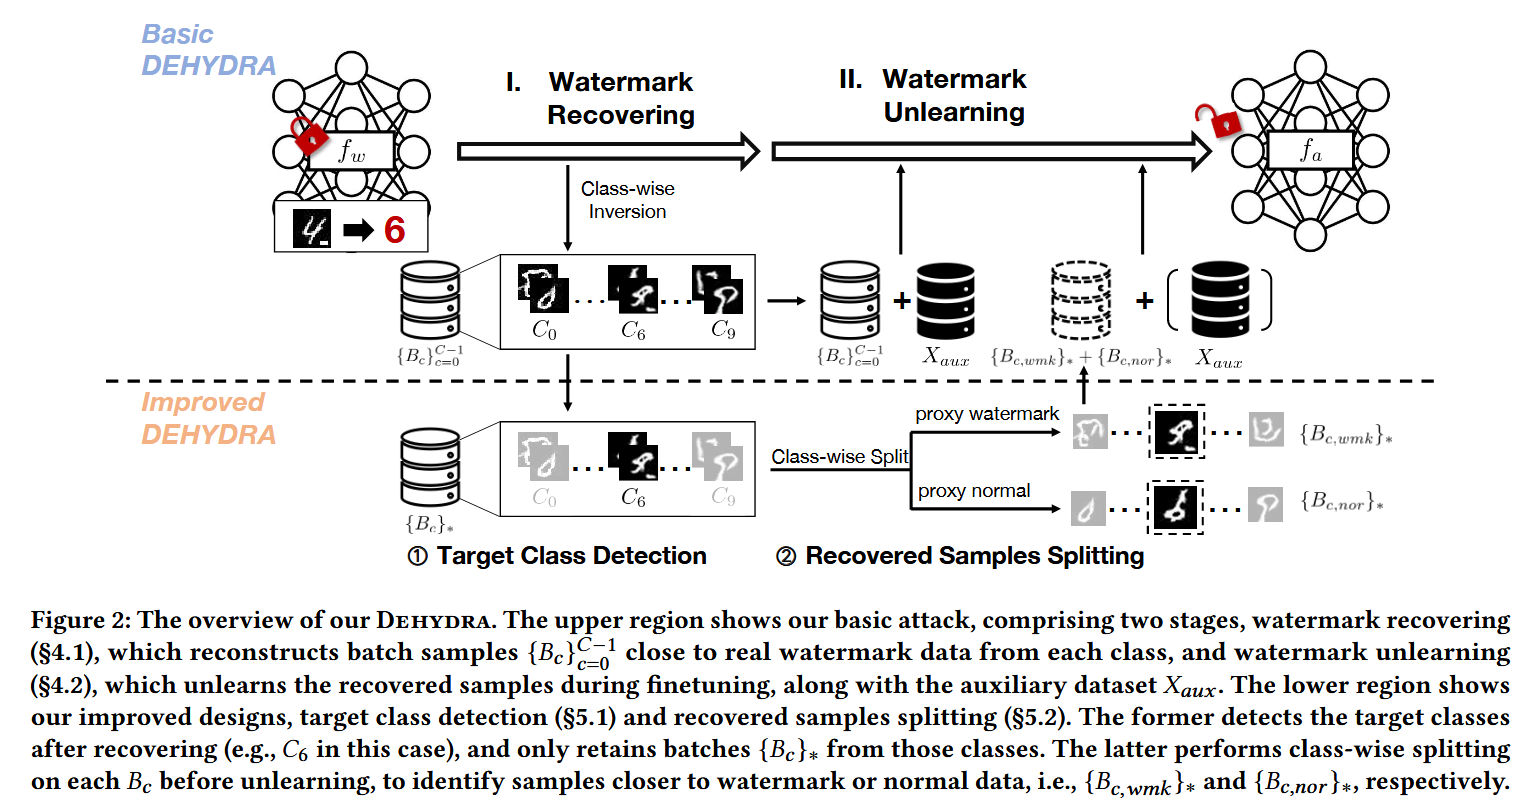 Basic
DEHYDRA
I. Watermark
Recovering
II. Watermark
Unlearning
f_w
f_a
Class-wise
Inversion
6
C_0 ... C_6 ... C_9
+
{B_c}_{c=0}^{C-1}
{B_c}_{c=0}^{C-1}
X_{aux}
{B_{c,wmk}}_* + {B_{c,nor}}_*
+
X_{aux}
Improved
DEHYDRA
C_0 ... C_6 ... C_9
{B_c}_*
Class-wise Split
proxy watermark
{B_{c,wmk}}_*
proxy normal
{B_{c,nor}}_*
① Target Class Detection
② Recovered Samples Splitting
Figure 2: The overview of our DEHYDRA. The upper region shows our basic attack, comprising two stages, watermark recovering
(§4.1), which reconstructs batch samples {B_c}_{c=0}^{C-1} close to real watermark data from each class, and watermark unlearning
(§4.2), which unlearns the recovered samples during finetuning, along with the auxiliary dataset X_{aux}. The lower region shows
our improved designs, target class detection (§5.1) and recovered samples splitting (§5.2). The former detects the target classes
after recovering (e.g., C_6 in this case), and only retains batches {B_c}_* from those classes. The latter performs class-wise splitting
on each B_c before unlearning, to identify samples closer to watermark or normal data, i.e., {B_{c,wmk}}_* and {B_{c,nor}}_*, respectively.